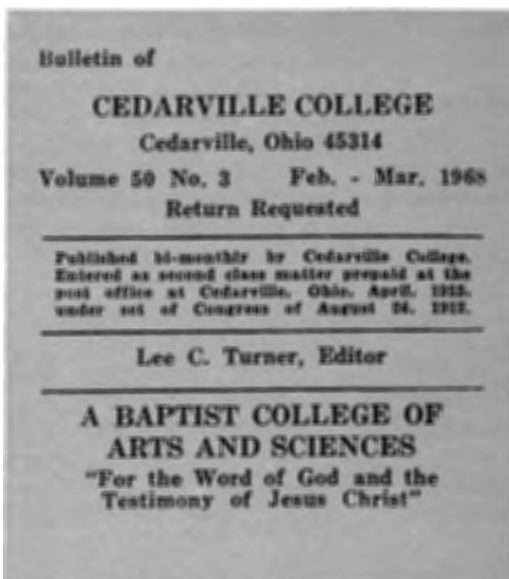 Bulletin of
CEDARVILLE COLLEGE
Cedarville, Ohio 45314
Volume 50 No. 3 Feb. - Mar. 1968
Return Requested
Published bi-monthly by Cedarville College.
Entered as second class matter prepaid at the
post office at Cedarville, Ohio, April,
under act of Congress of August 24, 1912.
Lee C. Turner, Editor
A BAPTIST COLLEGE OF
ARTS AND SCIENCES
"For the Word of God and the
Testimony of Jesus Christ"